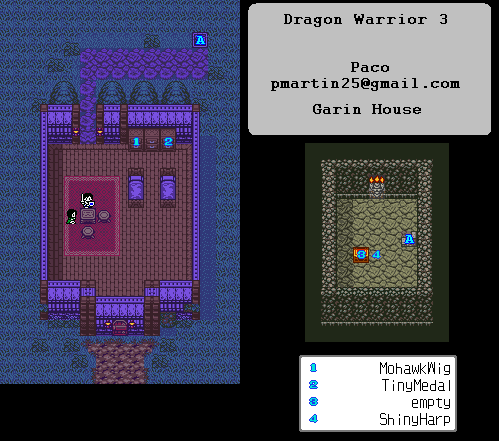 A
Dragon Warrior 3
Paco
pmartin25@gmail.com
Garin House
1 2
A
3 4
1 MohawkWig
2 TinyMedal
3 empty
4 ShinyHarp